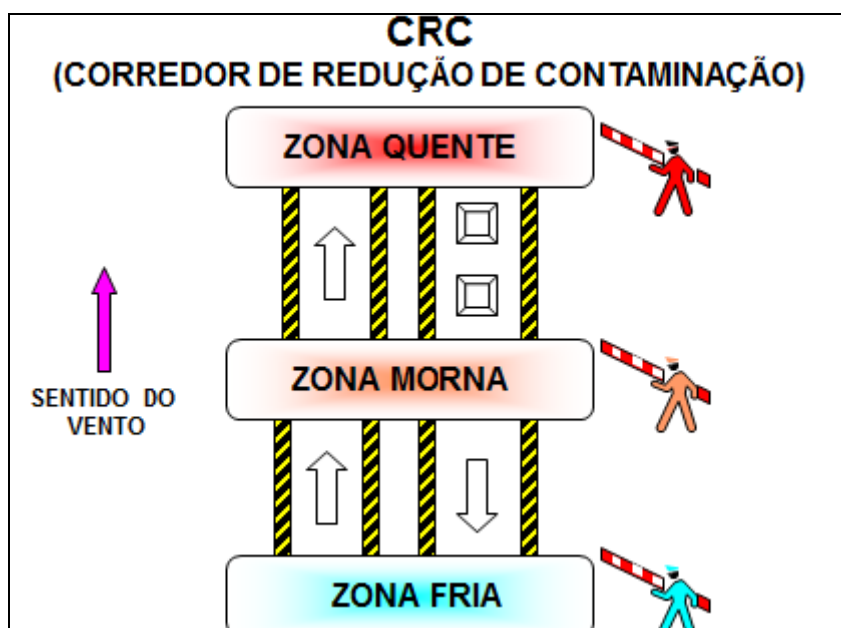 CRC
(CORREDOR DE REDUÇÃO DE CONTAMINAÇÃO)
ZONA QUENTE
ZONA MORNA
SENTIDO DO
VENTO
ZONA FRIA